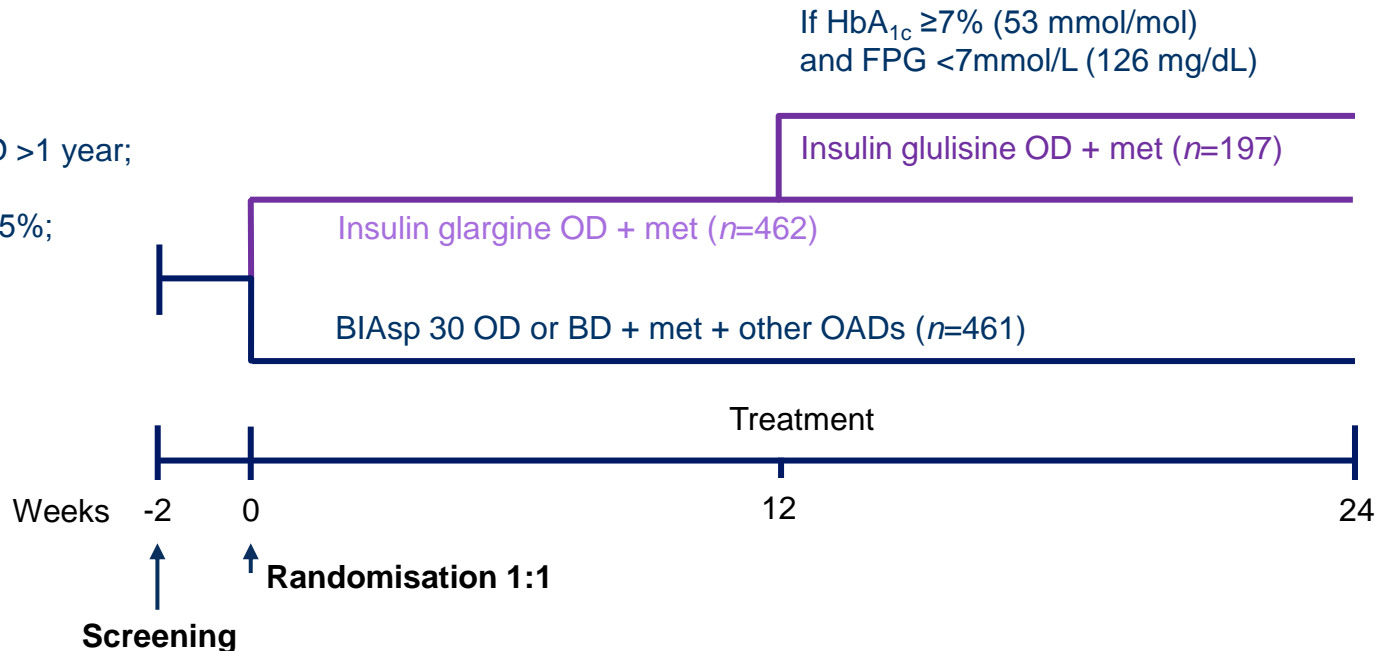 If HbA1c ≥7% (53 mmol/mol)
and FPG <7mmol/L (126 mg/dL)
>1 year;
Insulin glulisine OD + met (n=197)
5%;
Insulin glargine OD + met (n=462)
BIAsp 30 OD or BD + met + other OADs (n=461)
Treatment
Weeks -2 0 12 24
Randomisation 1:1
Screening